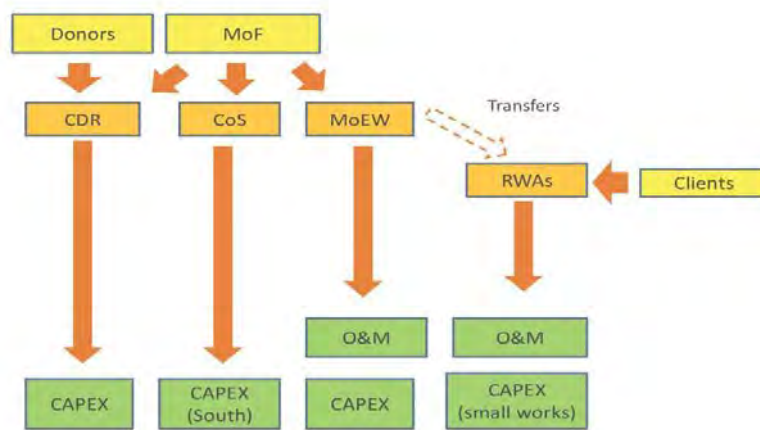 Donors
MoF
CDR
CoS
MoEW
Transfers
RWAs
Clients
O&M
O&M
CAPEX
CAPEX
(South)
CAPEX
CAPEX
(small works)